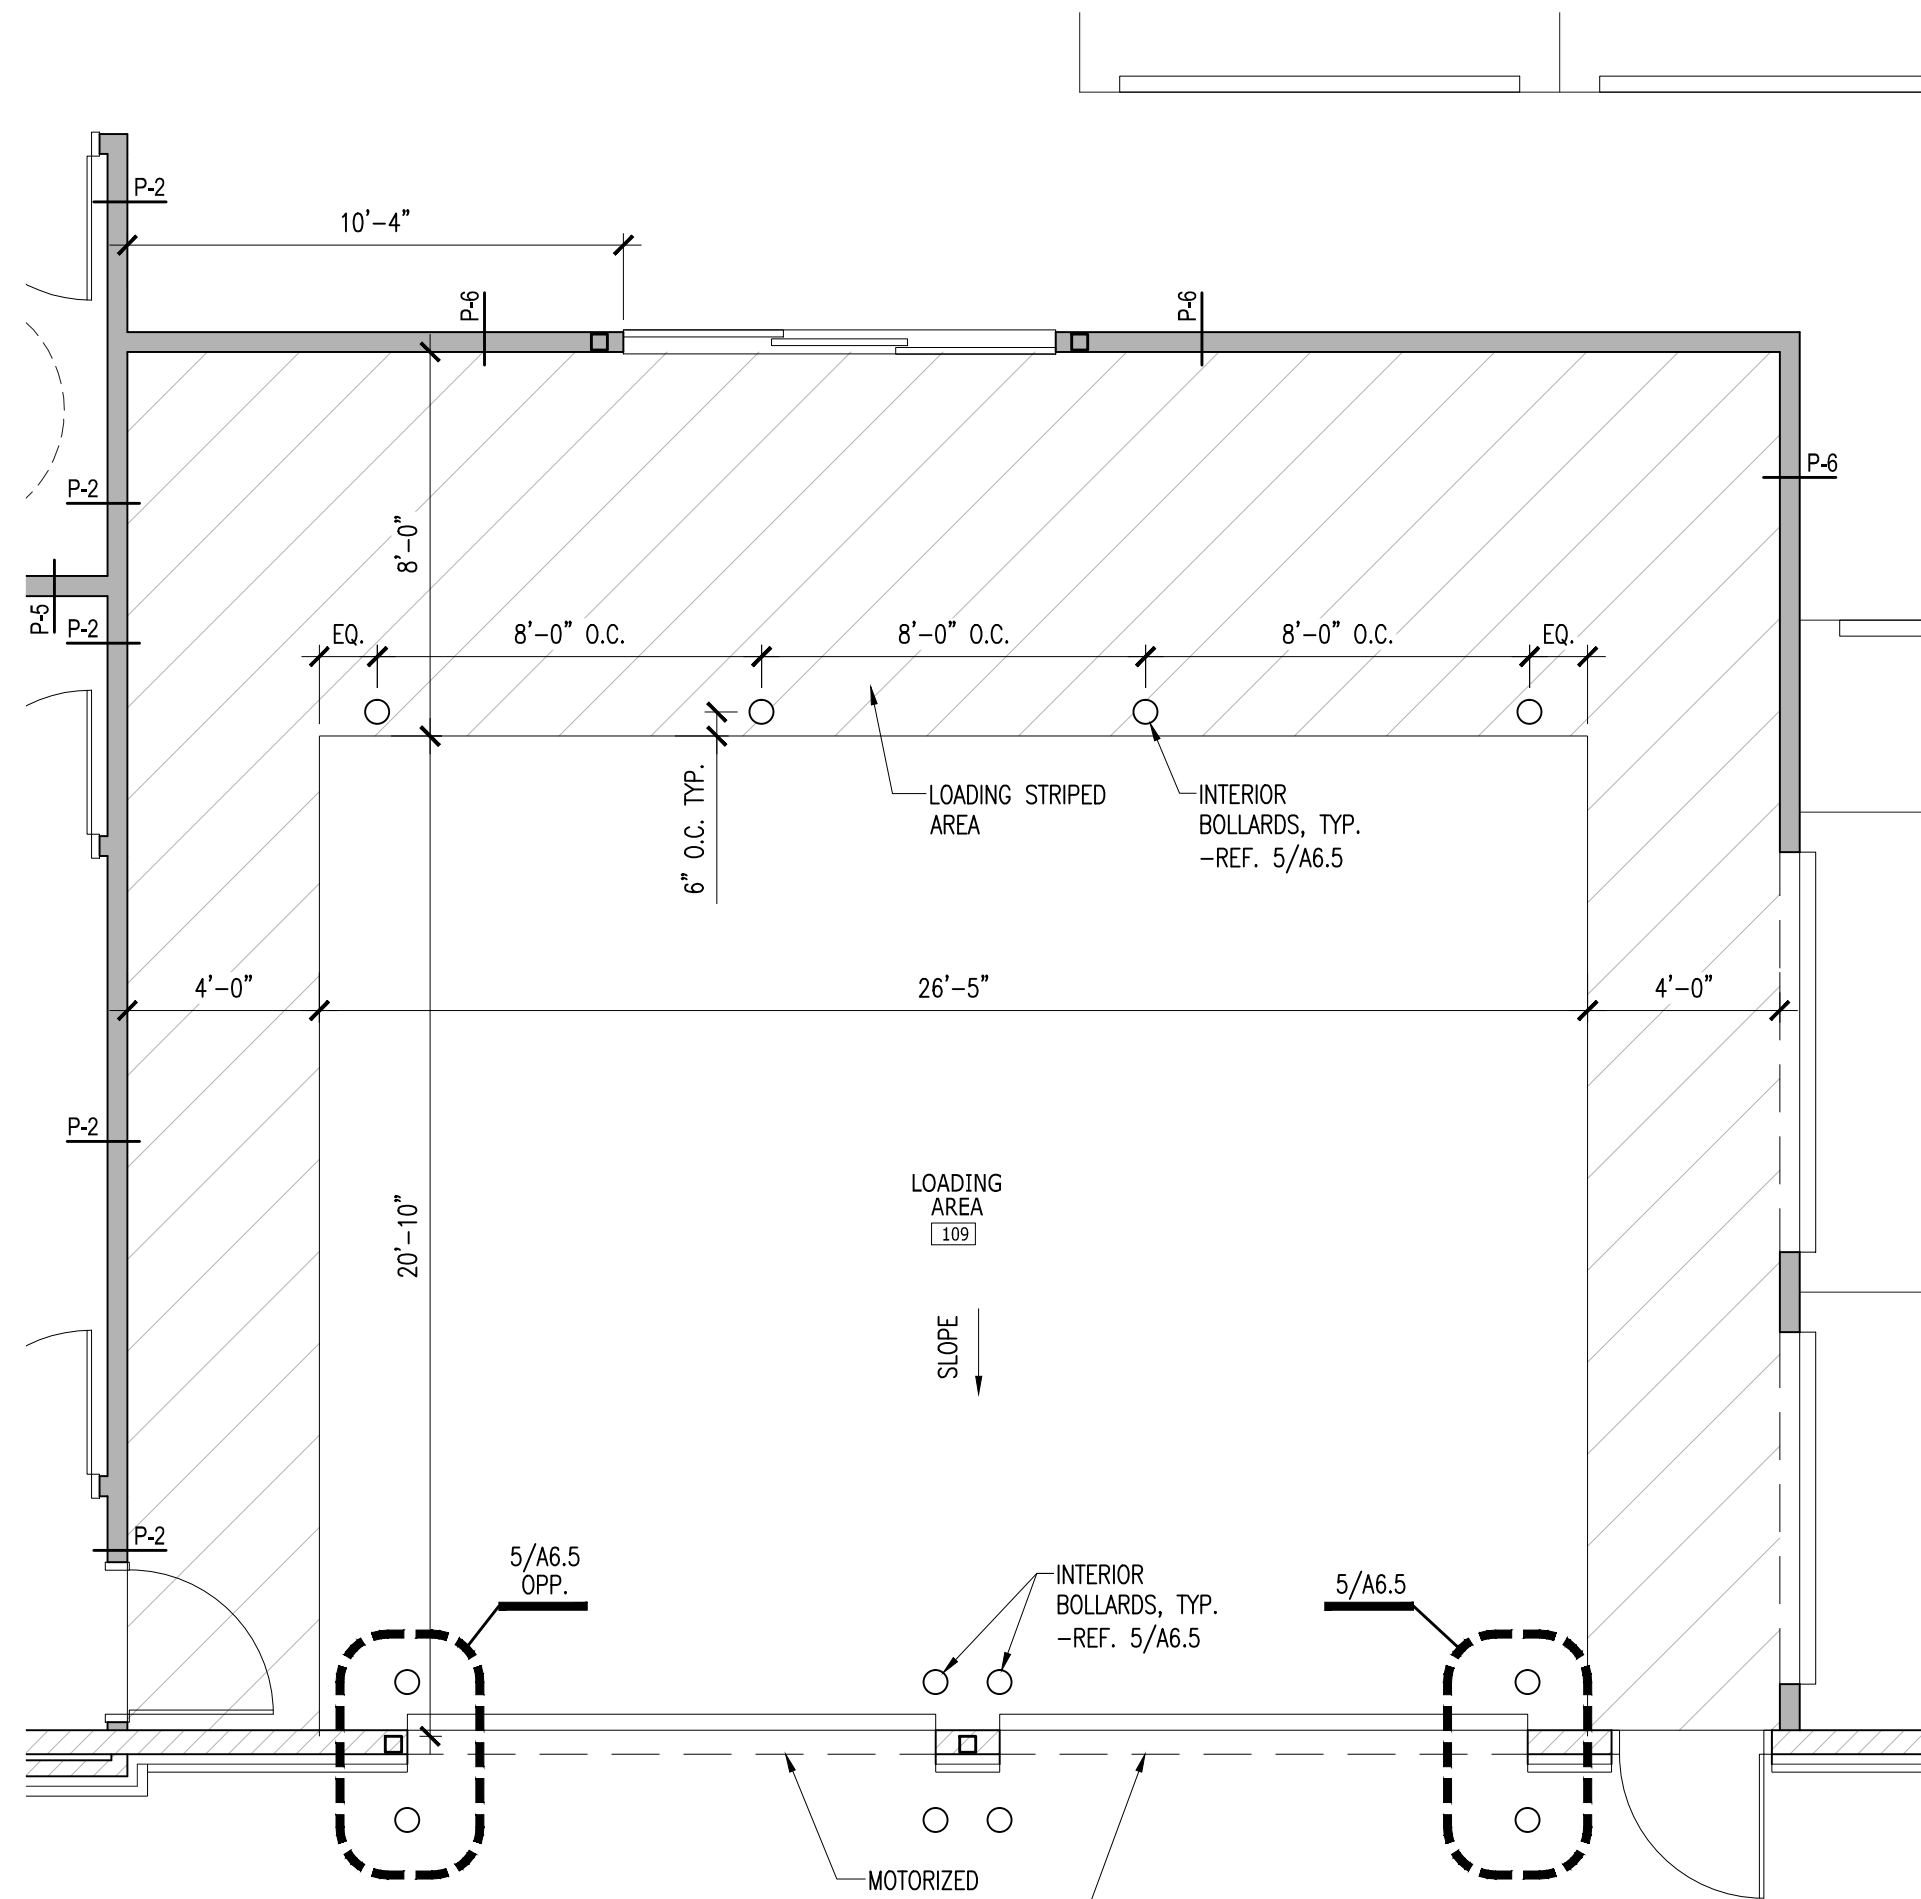 P-2
10'-4"
P-6
P-6
P-6
P-2
8'-0"
P-5
P-2
EQ.
8'-0" O.C.
8'-0" O.C.
8'-0" O.C.
EQ.
6" O.C. TYP.
LOADING STRIPED
AREA
INTERIOR
BOLLARDS, TYP.
-REF. 5/A6.5
4'-0"
26'-5"
4'-0"
P-2
20'-10"
LOADING
AREA
109
SLOPE
P-2
5/A6.5
OPP.
INTERIOR
BOLLARDS, TYP.
-REF. 5/A6.5
5/A6.5
MOTORIZED